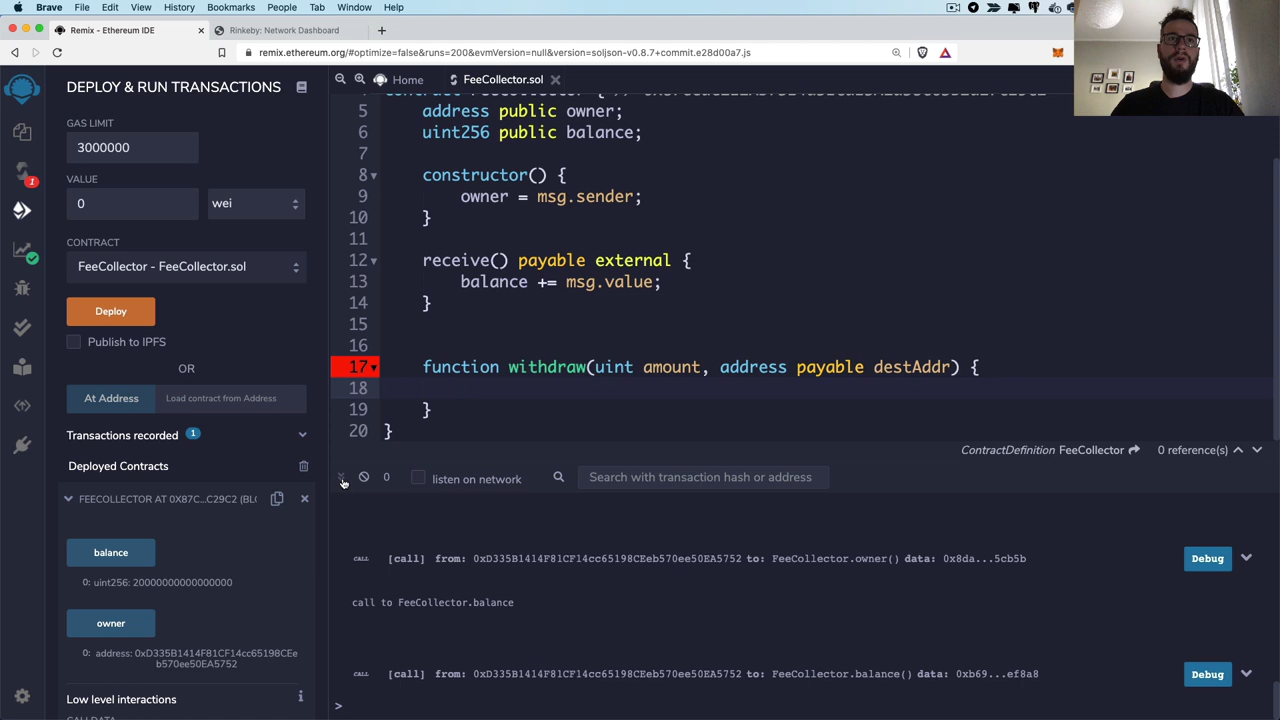 Brave File Edit View History Bookmarks People Tab Window Help
Remix - Ethereum IDE
Rinkeby: Network Dashboard
remix.ethereum.org/#optimize=false&runs=200&evmVersion=null&version=soljson-v0.8.7+commit.e28d00a7.js
DEPLOY & RUN TRANSACTIONS
Home
FeeCollector.sol
GAS LIMIT
3000000
VALUE
0
wei
CONTRACT
FeeCollector - FeeCollector.sol
Deploy
Publish to IPFS
OR
At Address
Load contract from Address
Transactions recorded 1
Deployed Contracts
FEECOLLECTOR AT 0X87C...C29C2 (BLO
balance
0: uint256: 20000000000000000
owner
0: address: 0xD335B1414F81CF14cc65198CEe
b570ee50EA5752
Low level interactions
CALLDATA
1
5 address public owner;
6 uint256 public balance;
7
8 constructor() {
9 owner = msg.sender;
10 }
11
12 receive() payable external {
13 balance += msg.value;
14 }
15
16
17 function withdraw(uint amount, address payable destAddr) {
18
19 }
20 }
ContractDefinition FeeCollector 0 reference(s)
0 listen on network Search with transaction hash or address
CALL [call] from: 0xD335B1414F81CF14cc65198CEeb570ee50EA5752 to: FeeCollector.owner() data: 0x8da...5cb5b Debug
call to FeeCollector.balance
CALL [call] from: 0xD335B1414F81CF14cc65198CEeb570ee50EA5752 to: FeeCollector.balance() data: 0xb69...ef8a8 Debug
>